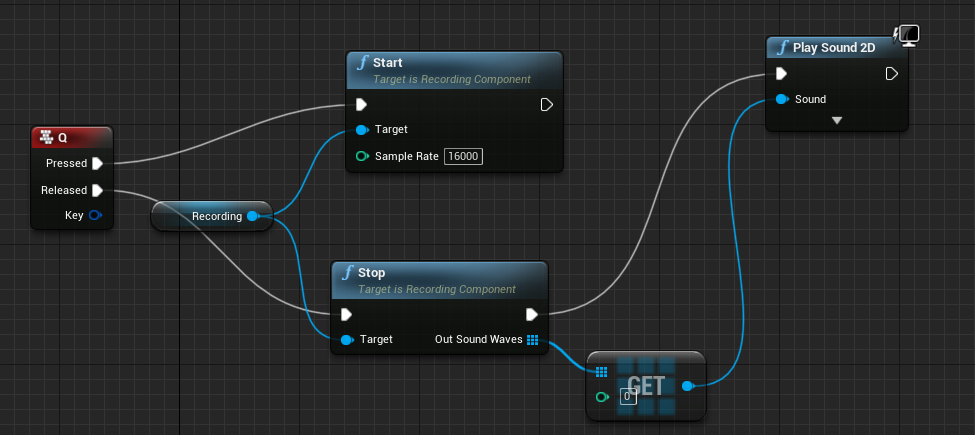 Q
Pressed
Released
Key
Recording
f Start
Target is Recording Component
Target
Sample Rate 16000
f Stop
Target is Recording Component
Target
Out Sound Waves
GET
0
f Play Sound 2D
Sound